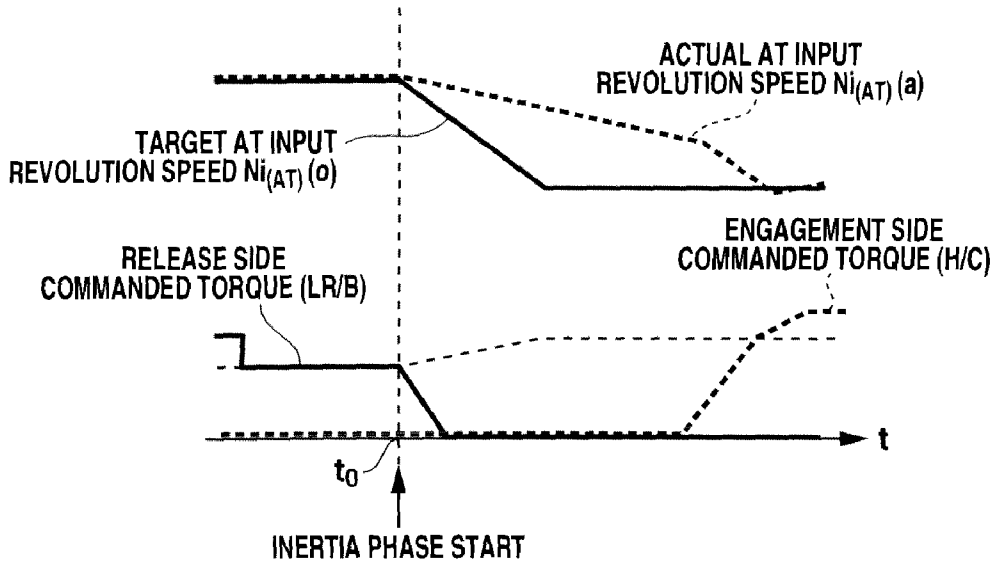 ACTUAL AT INPUT
REVOLUTION SPEED Ni(AT) (a)
TARGET AT INPUT
REVOLUTION SPEED Ni(AT) (o)
ENGAGEMENT SIDE
COMMANDED TORQUE (H/C)
RELEASE SIDE
COMMANDED TORQUE (LR/B)
t
t0
INERTIA PHASE START